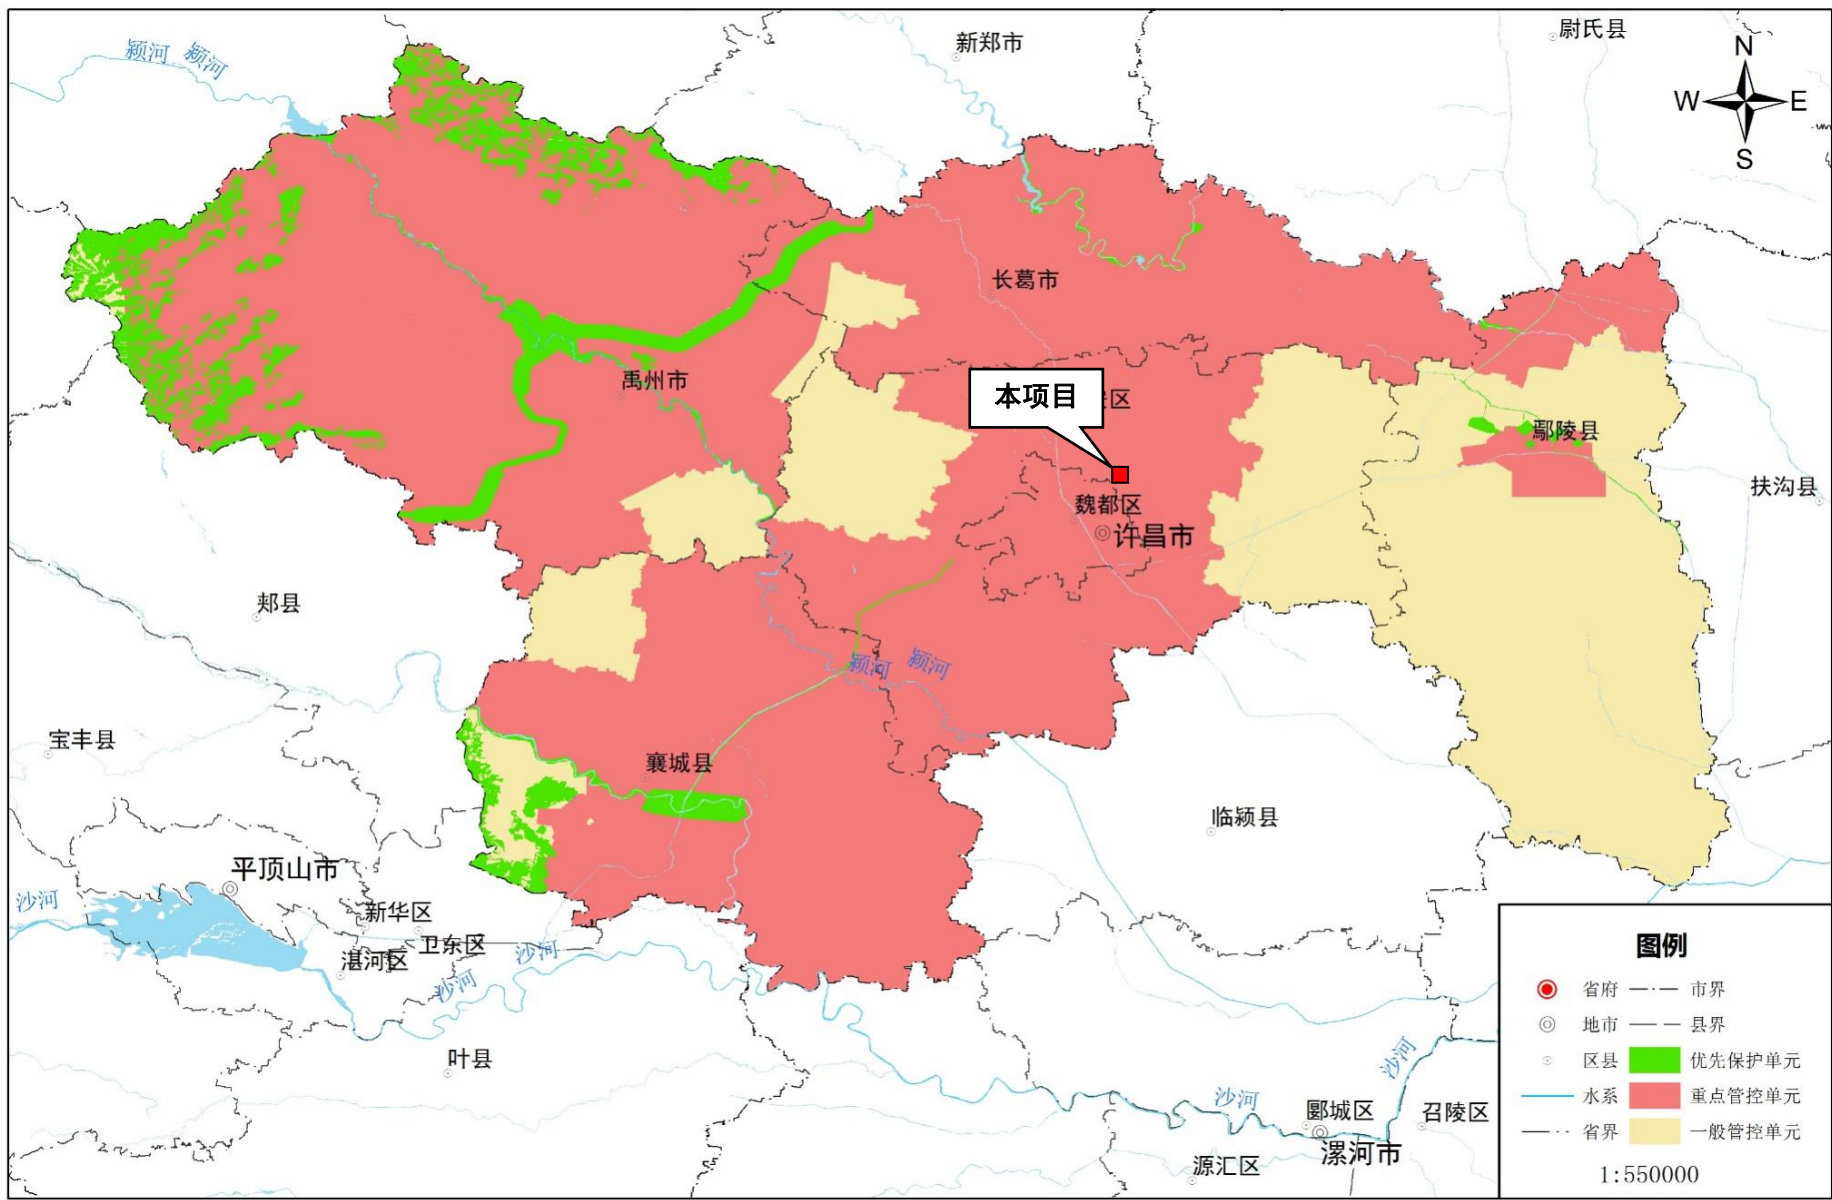 新郑市
尉氏县
颍河
颍河
N
W
E
S
长葛市
禹州市
本项目
区
鄢陵县
扶沟县
魏都区
许昌市
郏县
颍河
颍河
宝丰县
襄城县
临颍县
平顶山市
沙河
新华区
卫东区
湛河区
沙河
沙河
叶县
沙河
沙河
郾城区
召陵区
漯河市
源汇区
图例
省府
市界
地市
县界
区县
优先保护单元
水系
重点管控单元
省界
一般管控单元
1:550000